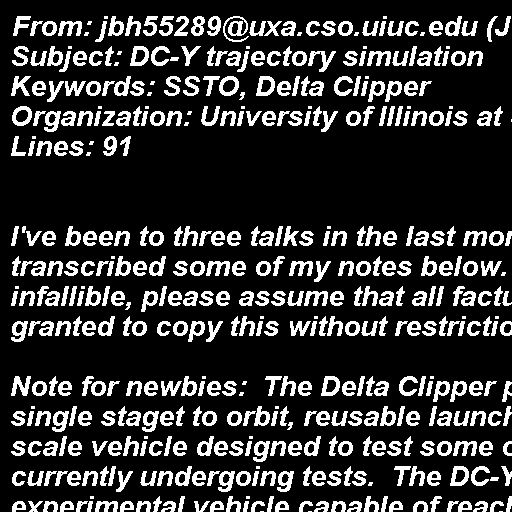 From: jbh55289@uxa.cso.uiuc.edu (J
Subject: DC-Y trajectory simulation
Keywords: SSTO, Delta Clipper
Organization: University of Illinois at
Lines: 91
I've been to three talks in the last mon
transcribed some of my notes below.
infallible, please assume that all factu
granted to copy this without restrictio
Note for newbies:  The Delta Clipper p
single staget to orbit, reusable launch
scale vehicle designed to test some o
currently undergoing tests.  The DC-Y
experimental vehicle capable of reach